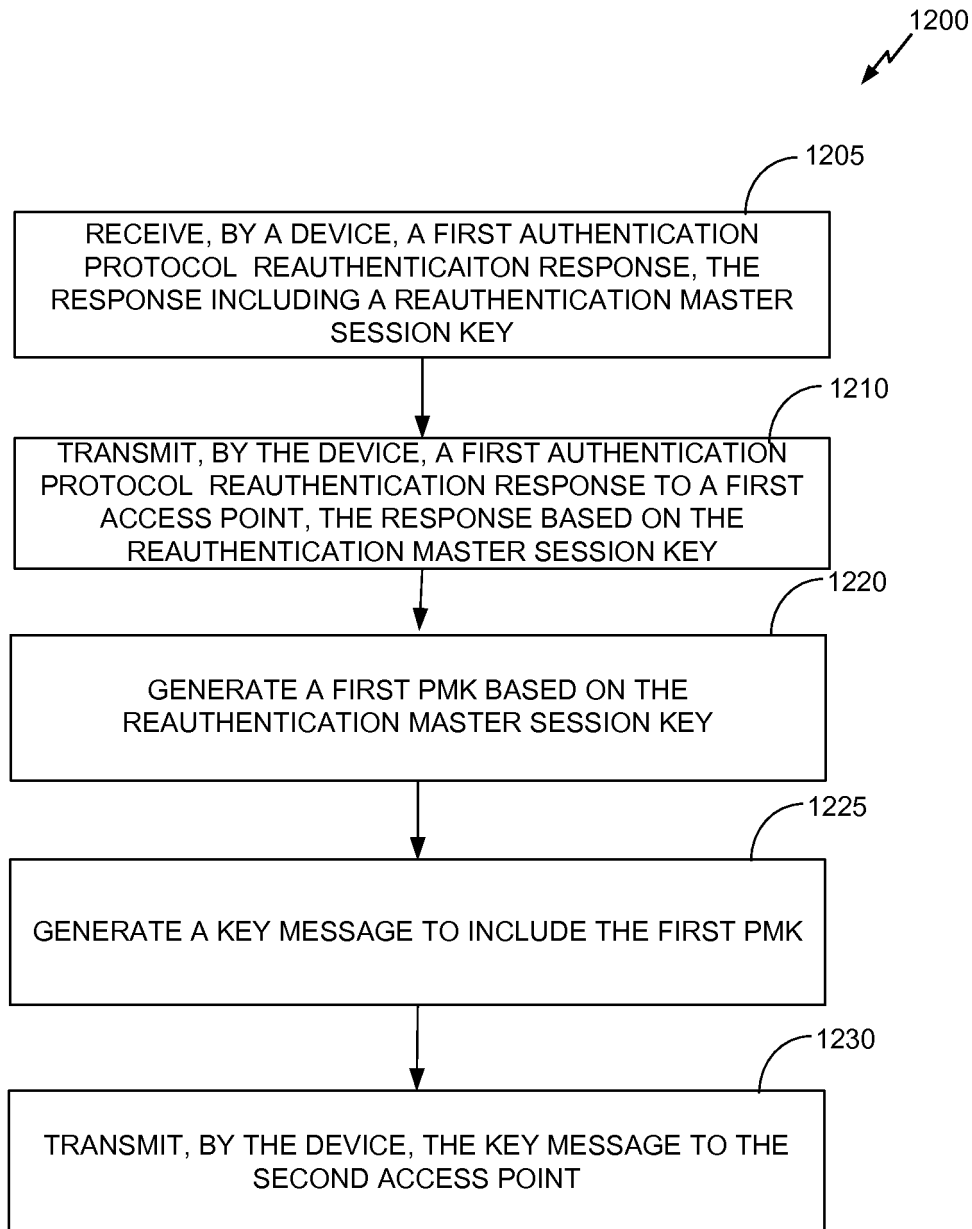 1200
1205
RECEIVE, BY A DEVICE, A FIRST AUTHENTICATION
PROTOCOL REAUTHENTICAITON RESPONSE, THE
RESPONSE INCLUDING A REAUTHENTICATION MASTER
SESSION KEY
1210
TRANSMIT, BY THE DEVICE, A FIRST AUTHENTICATION
PROTOCOL REAUTHENTICATION RESPONSE TO A FIRST
ACCESS POINT, THE RESPONSE BASED ON THE
REAUTHENTICATION MASTER SESSION KEY
1220
GENERATE A FIRST PMK BASED ON THE
REAUTHENTICATION MASTER SESSION KEY
1225
GENERATE A KEY MESSAGE TO INCLUDE THE FIRST PMK
1230
TRANSMIT, BY THE DEVICE, THE KEY MESSAGE TO THE
SECOND ACCESS POINT